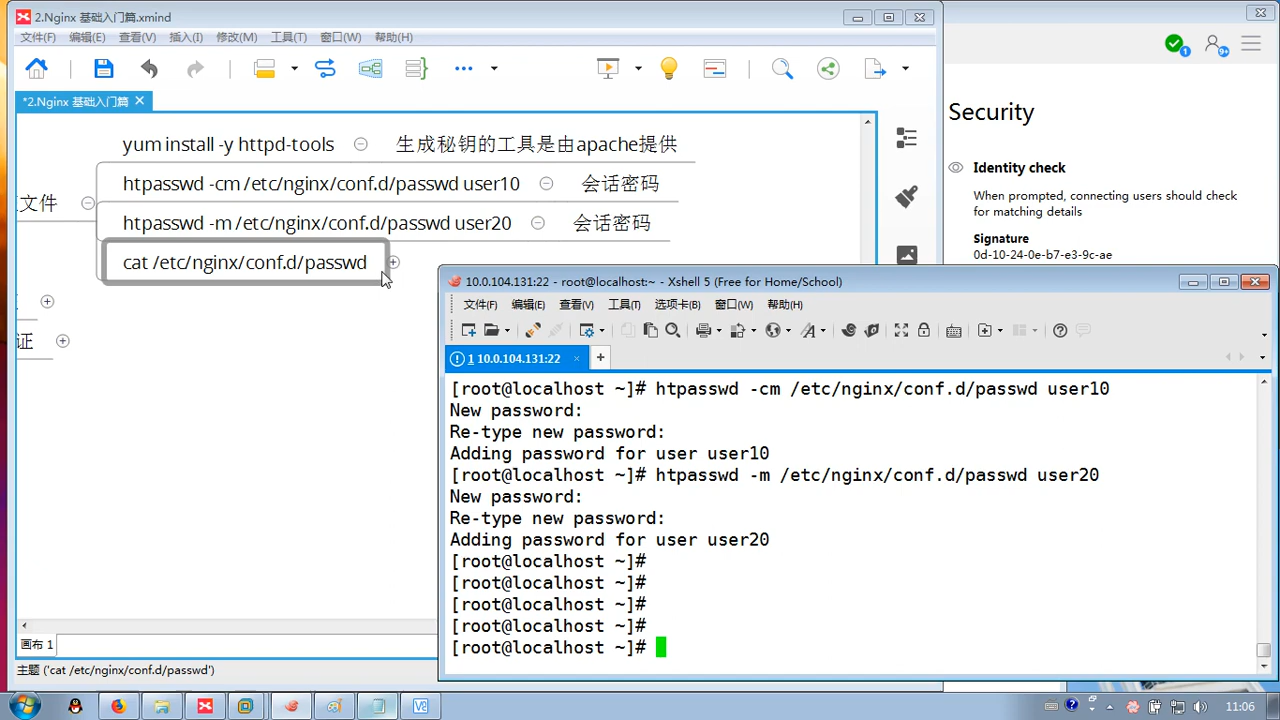 2.Nginx 基础入门篇.xmind
文件(F) 编辑(E) 查看(V) 插入(I) 修改(M) 工具(T) 窗口(W) 帮助(H)
*2.Nginx 基础入门篇
yum install -y httpd-tools 生成秘钥的工具是由apache提供
文件
htpasswd -cm /etc/nginx/conf.d/passwd user10 会话密码
htpasswd -m /etc/nginx/conf.d/passwd user20 会话密码
cat /etc/nginx/conf.d/passwd
证
画布 1
主题 ('cat /etc/nginx/conf.d/passwd')
1
9+
Security
Identity check
When prompted, connecting users should check
for matching details
Signature
0d-10-24-0e-b7-e3-9c-ae
10.0.104.131:22 - root@localhost:~ - Xshell 5 (Free for Home/School)
文件(F) 编辑(E) 查看(V) 工具(T) 选项卡(B) 窗口(W) 帮助(H)
1 10.0.104.131:22
[root@localhost ~]# htpasswd -cm /etc/nginx/conf.d/passwd user10
New password:
Re-type new password:
Adding password for user user10
[root@localhost ~]# htpasswd -m /etc/nginx/conf.d/passwd user20
New password:
Re-type new password:
Adding password for user user20
[root@localhost ~]#
[root@localhost ~]#
[root@localhost ~]#
[root@localhost ~]#
[root@localhost ~]#
11:06